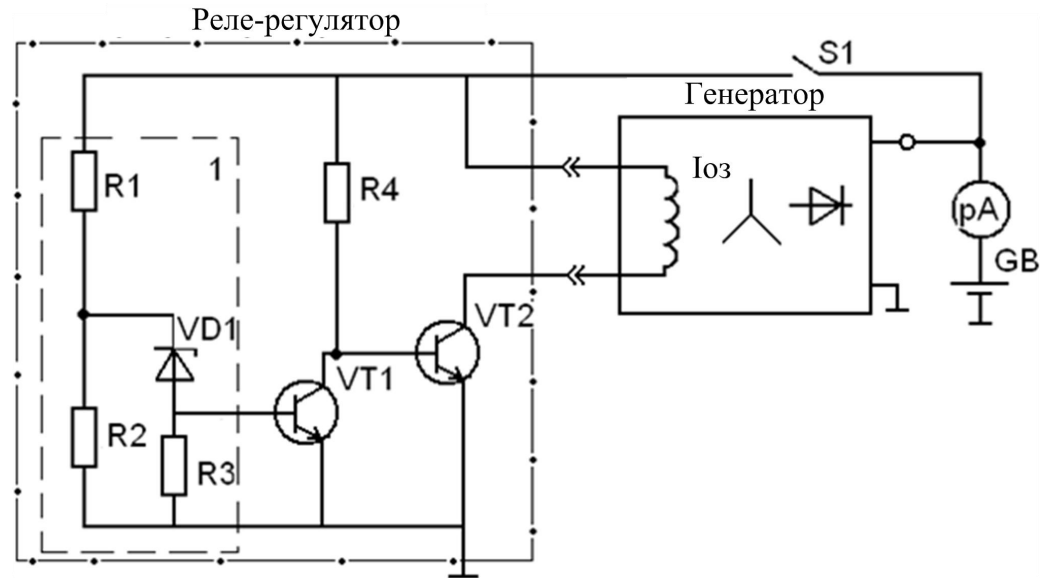 Реле-регулятор
S1
Генератор
1
R1
R4
Iоз
pA
GB
VD1
VT2
VT1
R2
R3